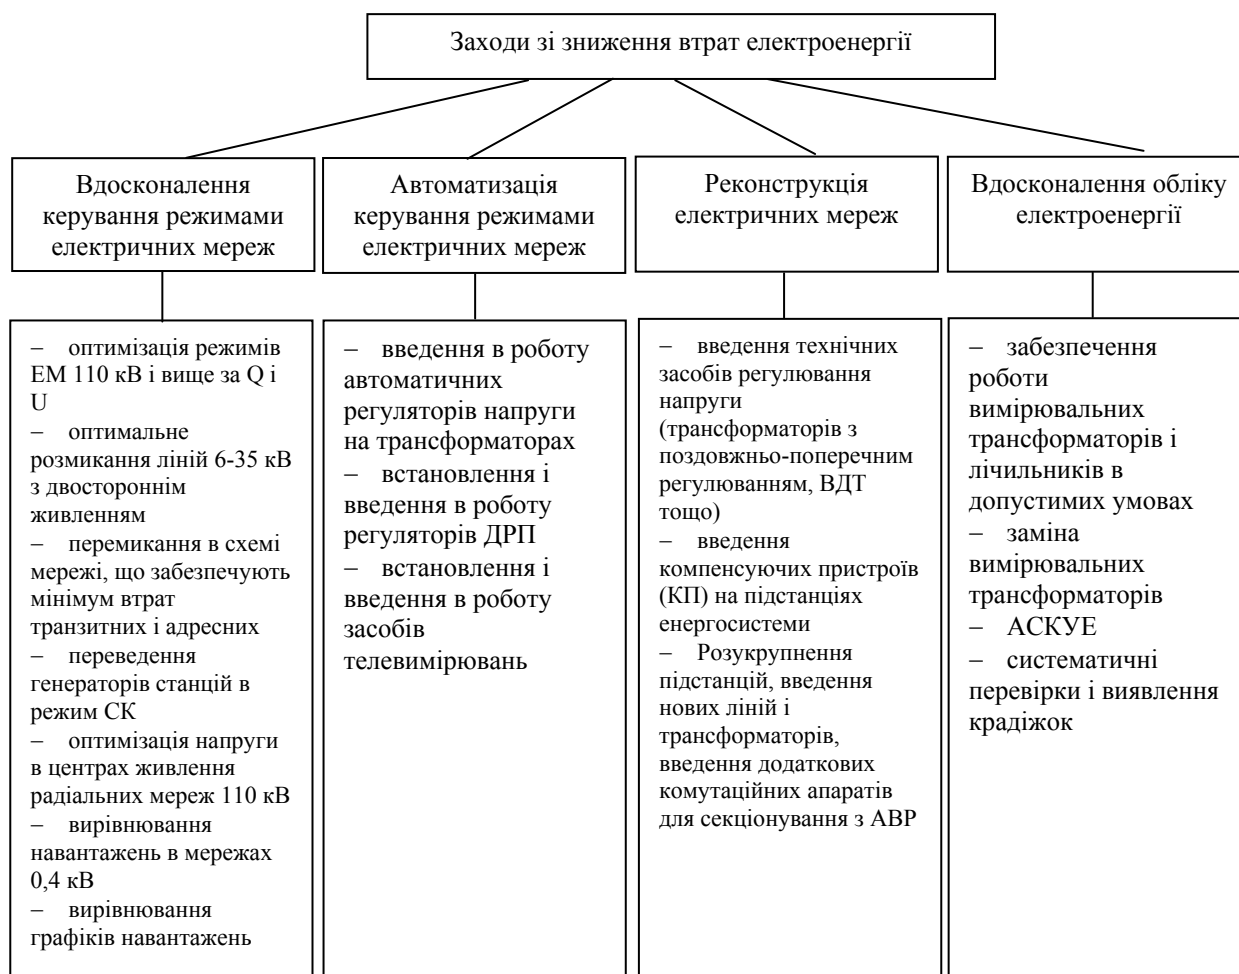 Заходи зі зниження втрат електроенергії
Вдосконалення
керування режимами
електричних мереж
Автоматизація
керування режимами
електричних мереж
Реконструкція
електричних мереж
Вдосконалення обліку
електроенергії
– оптимізація режимів
ЕМ 110 кВ і вище за Q і
U
– оптимальне
розмикання ліній 6-35 кВ
з двостороннім
живленням
– перемикання в схемі
мережі, що забезпечують
мінімум втрат
транзитних і адресних
– переведення
генераторів станцій в
режим СК
– оптимізація напруги
в центрах живлення
радіальних мереж 110 кВ
– вирівнювання
навантажень в мережах
0,4 кВ
– вирівнювання
графіків навантажень
– введення в роботу
автоматичних
регуляторів напруги
на трансформаторах
– встановлення і
введення в роботу
регуляторів ДРП
– встановлення і
введення в роботу
засобів
телевимірювань
– введення технічних
засобів регулювання
напруги
(трансформаторів з
поздовжньо-поперечним
регулюванням, ВДТ
тощо)
– введення
компенсуючих пристроїв
(КП) на підстанціях
енергосистеми
– Розукрупнення
підстанцій, введення
нових ліній і
трансформаторів,
введення додаткових
комутаційних апаратів
для секціонування з АВР
– забезпечення
роботи
вимірювальних
трансформаторів і
лічильників в
допустимих умовах
– заміна
вимірювальних
трансформаторів
– АСКУЕ
– систематичні
перевірки і виявлення
крадіжок